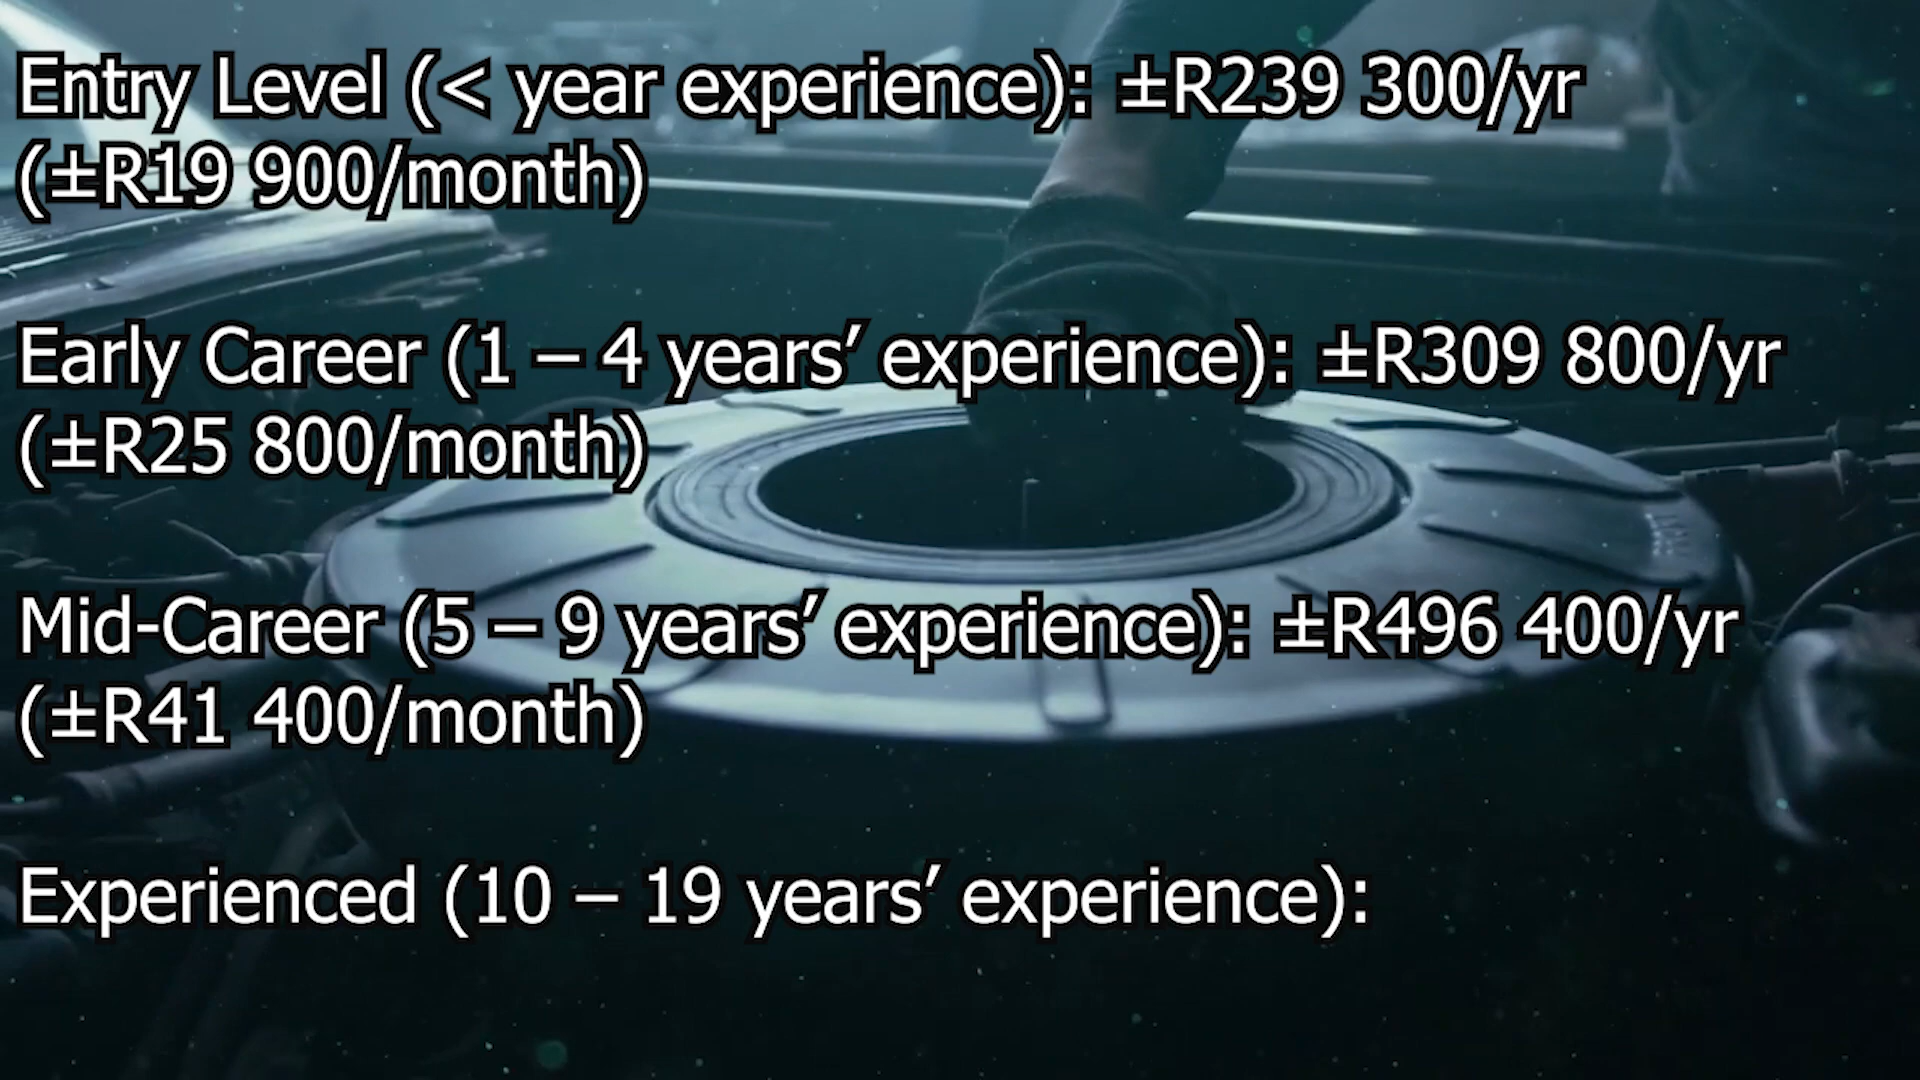 Entry Level (< year experience): ±R239 300/yr
(±R19 900/month)
Early Career (1 – 4 years’ experience): ±R309 800/yr
(±R25 800/month)
Mid-Career (5 – 9 years’ experience): ±R496 400/yr
(±R41 400/month)
Experienced (10 – 19 years’ experience):